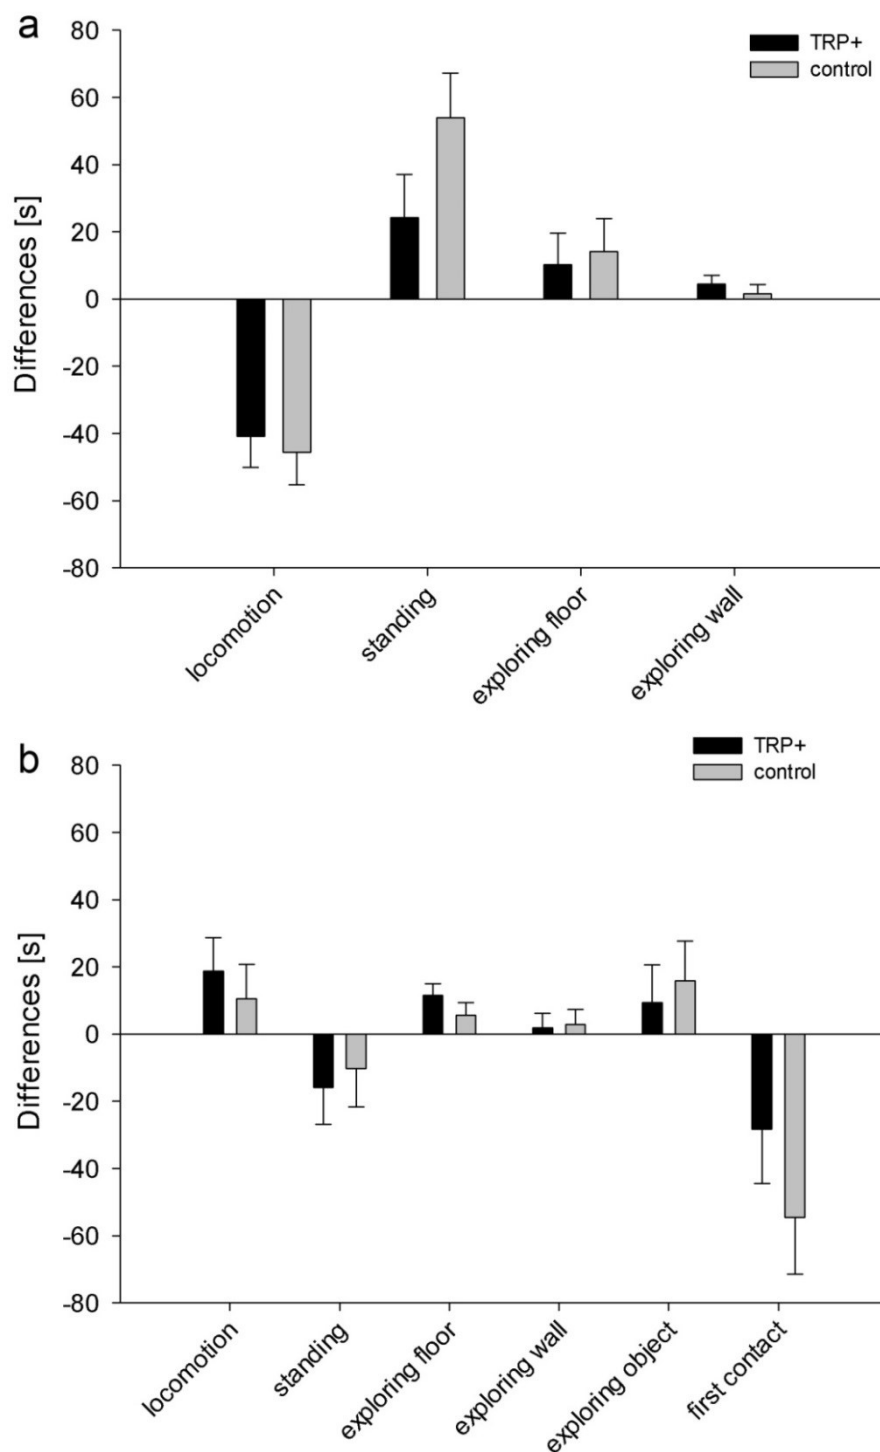 a
TRP+
control
Differences [s]
80
60
40
20
0
-20
-40
-60
-80
locomotion
standing
exploring floor
exploring wall
b
TRP+
control
Differences [s]
80
60
40
20
0
-20
-40
-60
-80
locomotion
standing
exploring floor
exploring wall
exploring object
first contact